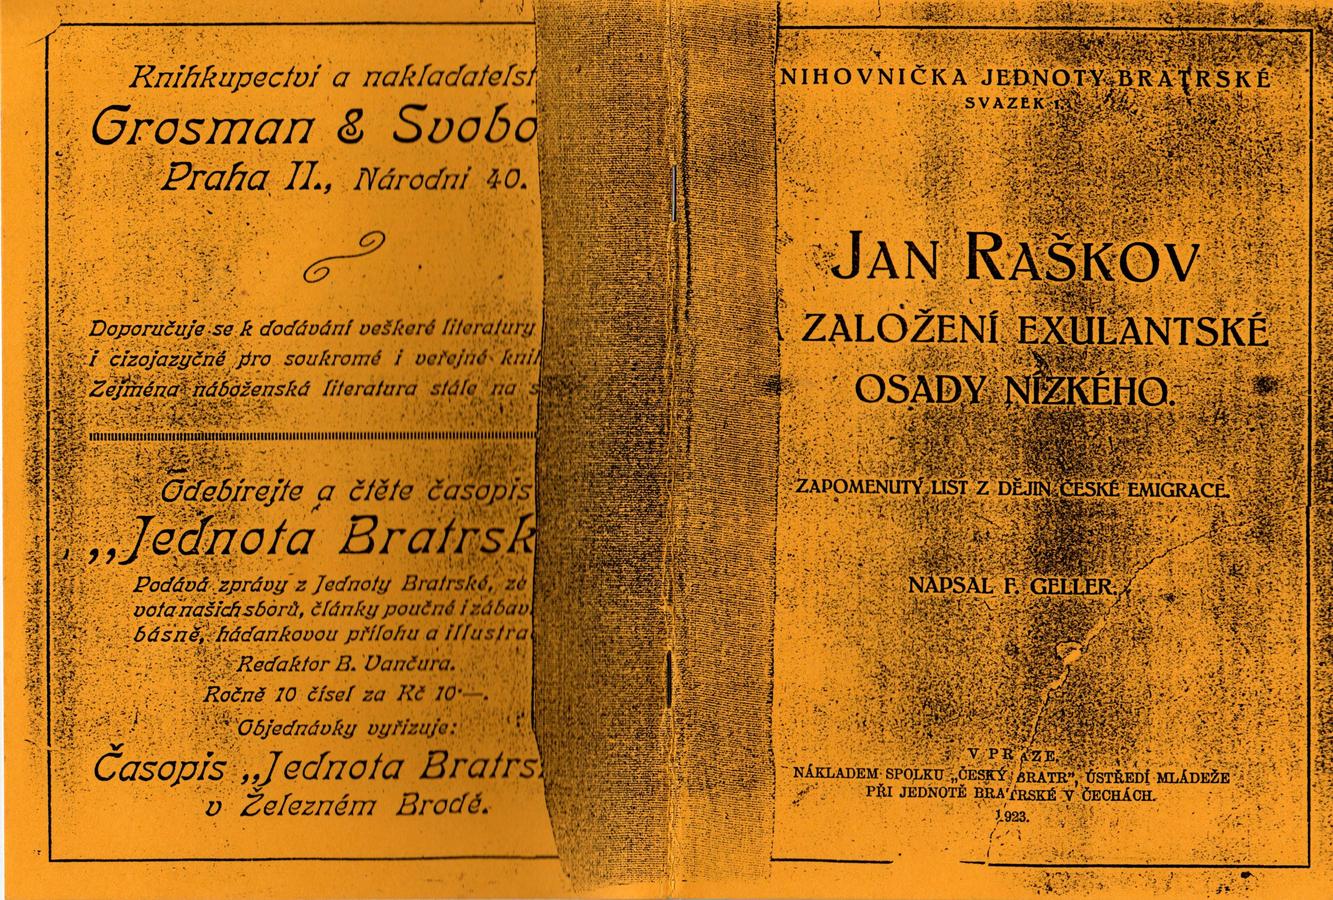 Knihkupectví a nakladatelst
Grosman & Svobo
Praha II., Národní 40.
Doporučuje se k dodávání veškeré literatury
i cizojazyčné pro soukromé i veřejné knih
Zejména náboženská literatura stále na s
Odebírejte a čtěte časopis
„Jednota Bratrsk
Podává zprávy z Jednoty Bratrské, ze
vota našich sborů, články poučné i zábav
básně, hádankovou přílohu a illustra
Redaktor B. Vančura.
Ročně 10 čísel za Kč 10·—.
Objednávky vyřizuje:
Časopis „Jednota Bratrs
v Železném Brodě.
NIHOVNIČKA JEDNOTY BRATRSKÉ
SVAZEK 1.
JAN RAŠKOV
A ZALOŽENÍ EXULANTSKÉ
OSADY NÍZKÉHO.
ZAPOMENUTÝ LIST Z DĚJIN ČESKÉ EMIGRACE.
NAPSAL F. GELLER.
V PRAZE.
NÁKLADEM SPOLKU „ČESKÝ BRATR”, ÚSTŘEDÍ MLÁDEŽE
PŘI JEDNOTĚ BRATRSKÉ V ČECHÁCH.
1923.